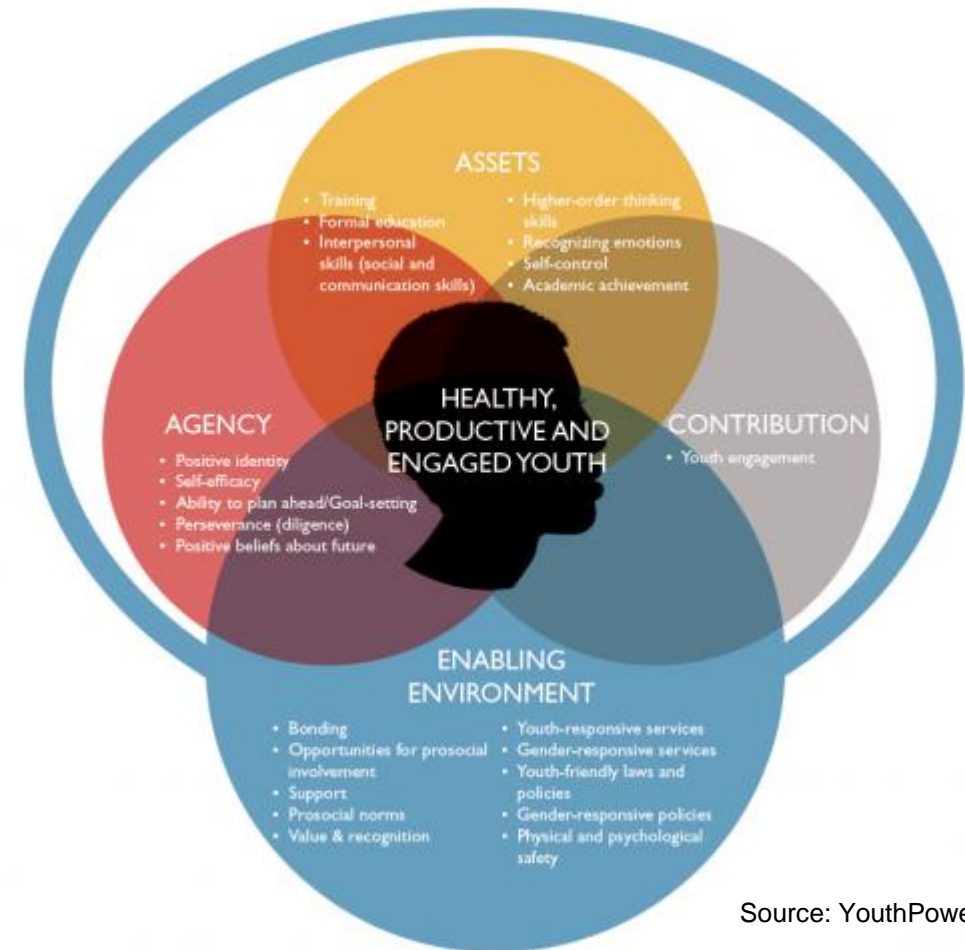 ASSETS
• Training
• Formal education
• Interpersonal
skills (social and
communication skills)
• Higher-order thinking
skills
• Recognizing emotions
• Self-control
• Academic achievement
HEALTHY,
PRODUCTIVE AND
ENGAGED YOUTH
AGENCY
• Positive identity
• Self-efficacy
• Ability to plan ahead/Goal-setting
• Perseverance (diligence)
• Positive beliefs about future
CONTRIBUTION
• Youth engagement
ENABLING
ENVIRONMENT
• Bonding
• Opportunities for prosocial
involvement
• Support
• Prosocial norms
• Value & recognition
• Youth-responsive services
• Gender-responsive services
• Youth-friendly laws and
policies
• Gender-responsive policies
• Physical and psychological
safety
Source: YouthPowe